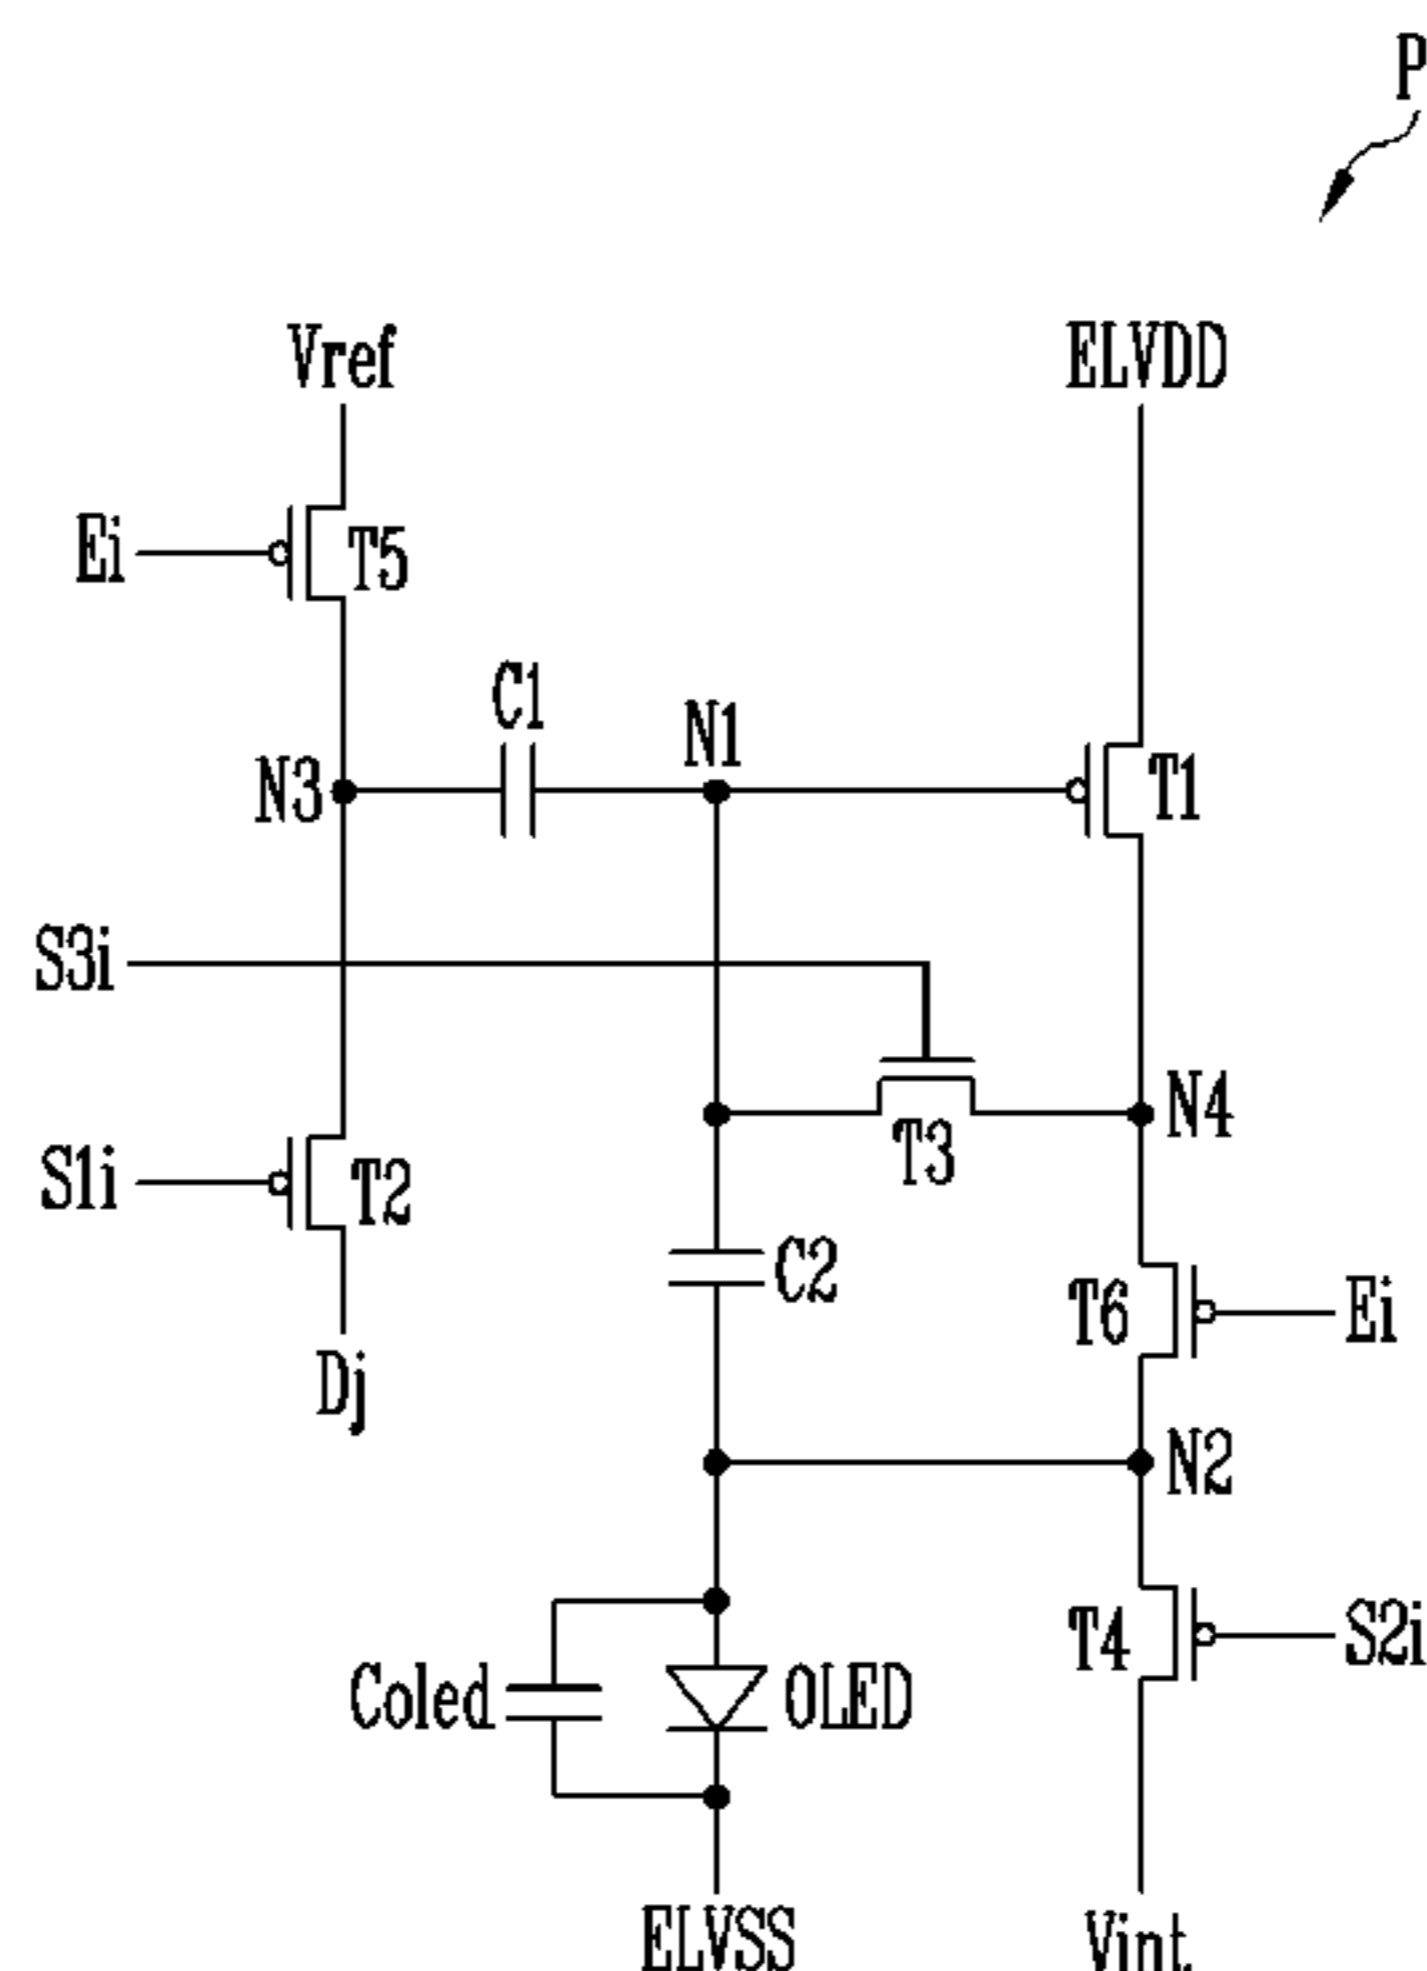 P
Vref
ELVDD
Ei
T5
C1
N1
N3
T1
S3i
N4
T3
S1i
T2
C2
T6
Ei
Dj
N2
T4
S2i
Coled
OLED
ELVSS
Vint